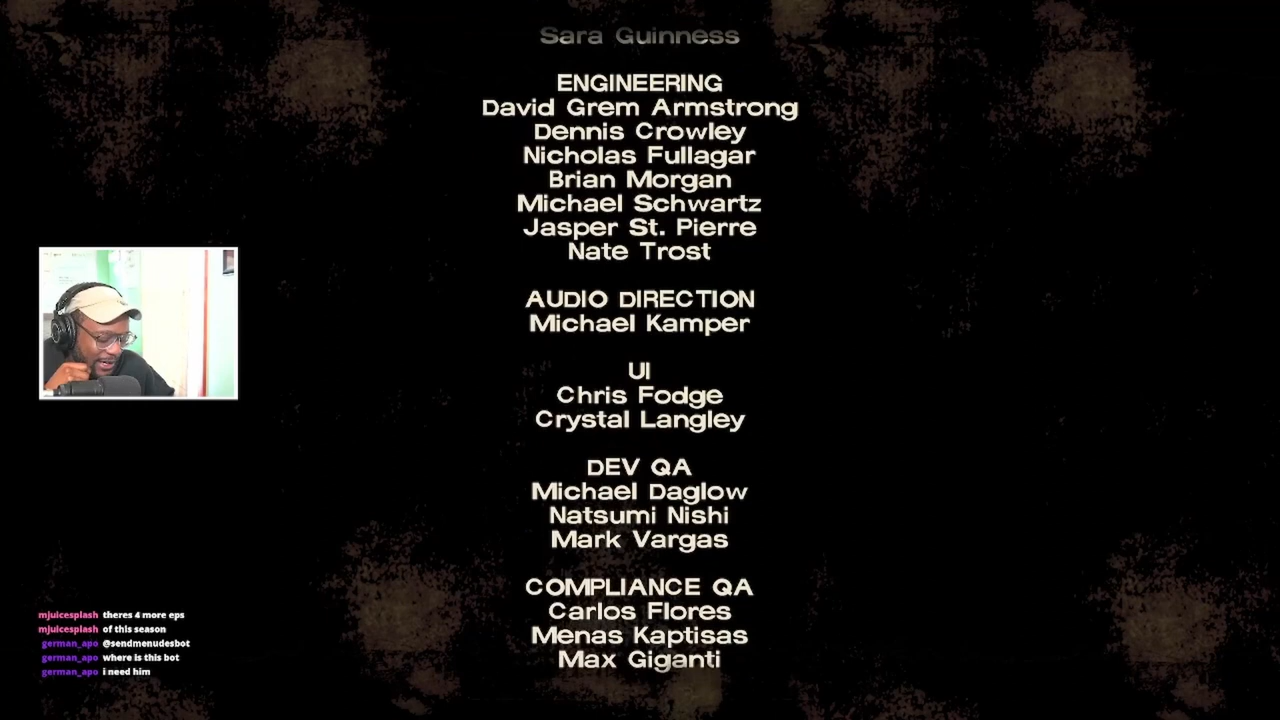 Sara Guinness
ENGINEERING
David Grem Armstrong
Dennis Crowley
Nicholas Fullagar
Brian Morgan
Michael Schwartz
Jasper St. Pierre
Nate Trost
AUDIO DIRECTION
Michael Kamper
UI
Chris Fodge
Crystal Langley
DEV QA
Michael Daglow
Natsumi Nishi
Mark Vargas
COMPLIANCE QA
Carlos Flores
Menas Kaptisas
Max Giganti
mjuicesplash theres 4 more eps
mjuicesplash of this season
german_apo @sendmenudesbot
german_apo where is this bot
german_apo i need him